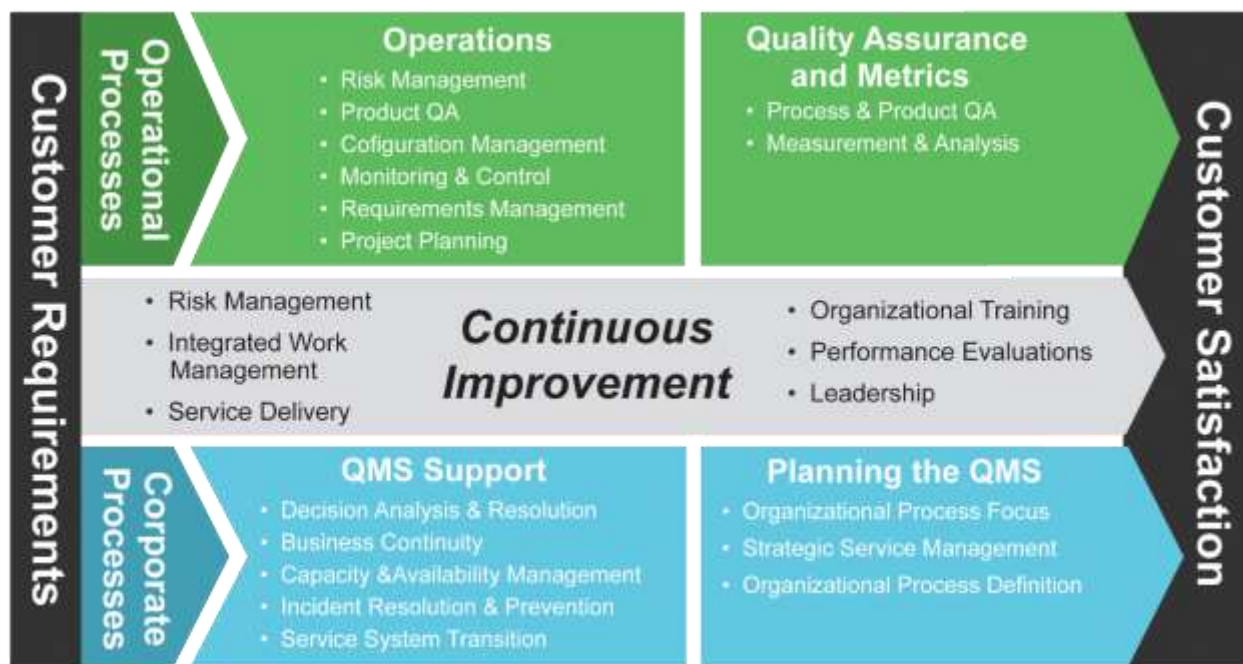 Customer Requirements
Operational
Processes
Operations
• Risk Management
• Product QA
• Cofiguration Management
• Monitoring & Control
• Requirements Management
• Project Planning
Quality Assurance
and Metrics
• Process & Product QA
• Measurement & Analysis
• Risk Management
• Integrated Work
Management
• Service Delivery
Continuous
Improvement
• Organizational Training
• Performance Evaluations
• Leadership
Corporate
Processes
QMS Support
• Decision Analysis & Resolution
• Business Continuity
• Capacity &Availability Management
• Incident Resolution & Prevention
• Service System Transition
Planning the QMS
• Organizational Process Focus
• Strategic Service Management
• Organizational Process Definition
Customer Satisfaction